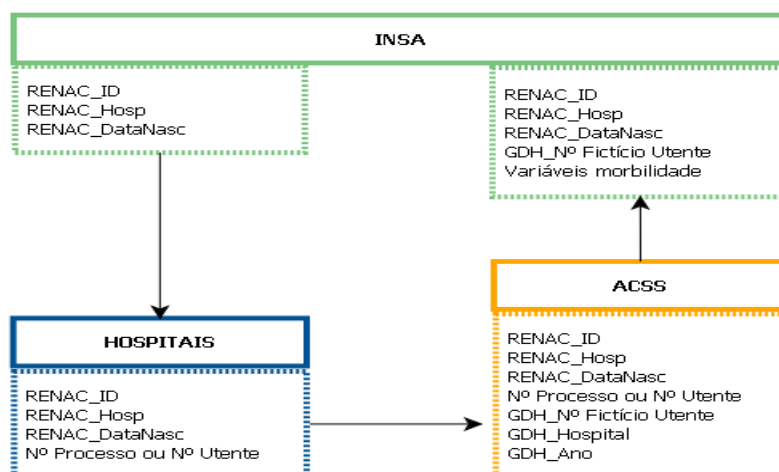 INSA
RENAC_ID
RENAC_Hosp
RENAC_DataNasc
RENAC_ID
RENAC_Hosp
RENAC_DataNasc
GDH_Nº Fictício Utente
Variáveis morbilidade
HOSPITAIS
RENAC_ID
RENAC_Hosp
RENAC_DataNasc
Nº Processo ou Nº Utente
ACSS
RENAC_ID
RENAC_Hosp
RENAC_DataNasc
Nº Processo ou Nº Utente
GDH_Nº Fictício Utente
GDH_Hospital
GDH_Ano